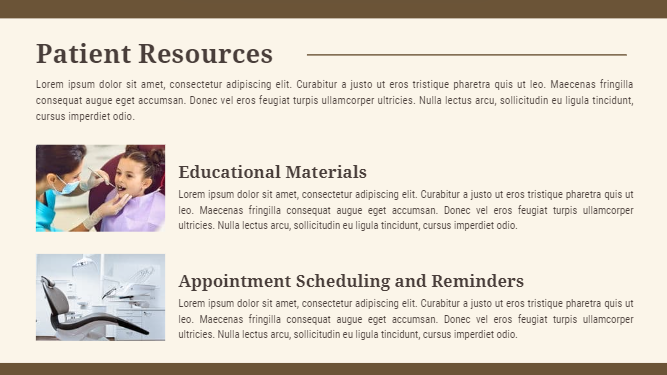 Patient Resources
Lorem ipsum dolor sit amet, consectetur adipiscing elit. Curabitur a justo ut eros tristique pharetra quis ut leo. Maecenas fringilla
consequat augue eget accumsan. Donec vel eros feugiat turpis ullamcorper ultricies. Nulla lectus arcu, sollicitudin eu ligula tincidunt,
cursus imperdiet odio.
Educational Materials
Lorem ipsum dolor sit amet, consectetur adipiscing elit. Curabitur a justo ut eros tristique pharetra quis ut
leo. Maecenas fringilla consequat augue eget accumsan. Donec vel eros feugiat turpis ullamcorper
ultricies. Nulla lectus arcu, sollicitudin eu ligula tincidunt, cursus imperdiet odio.
Appointment Scheduling and Reminders
Lorem ipsum dolor sit amet, consectetur adipiscing elit. Curabitur a justo ut eros tristique pharetra quis ut
leo. Maecenas fringilla consequat augue eget accumsan. Donec vel eros feugiat turpis ullamcorper
ultricies. Nulla lectus arcu, sollicitudin eu ligula tincidunt, cursus imperdiet odio.